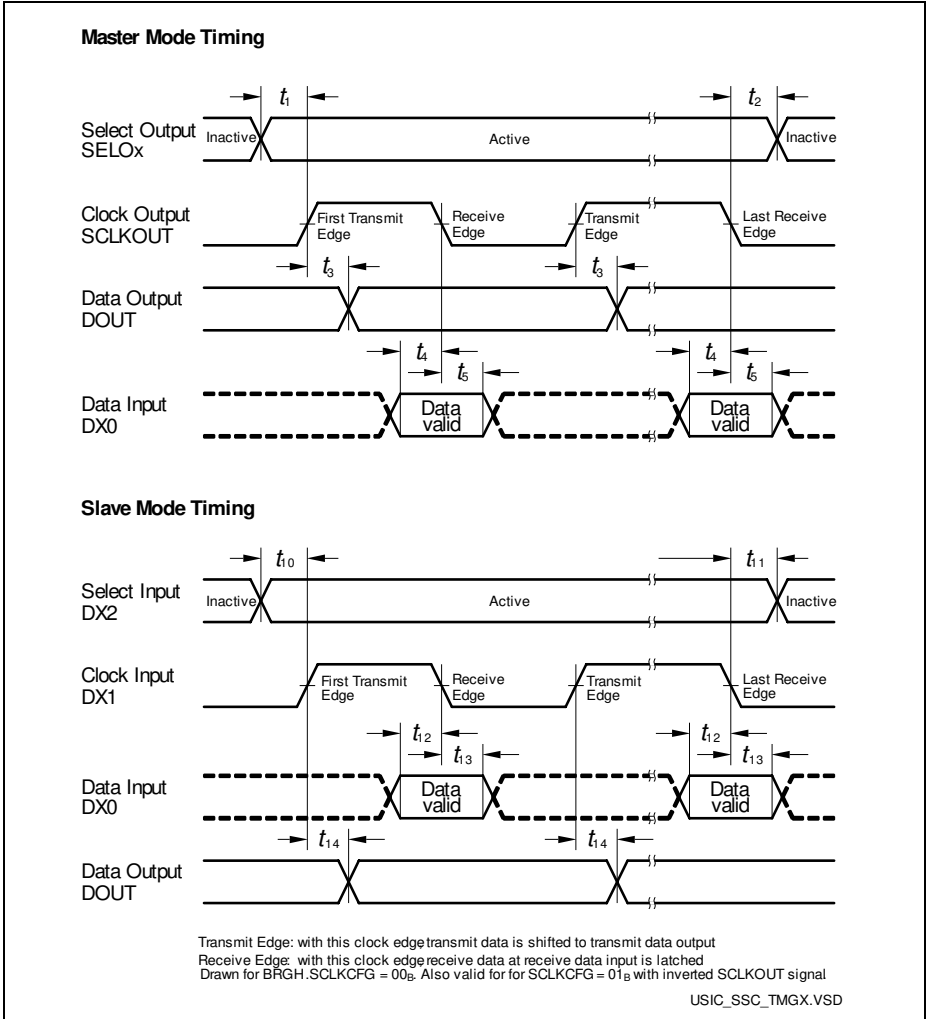 Master Mode Timing
t1 t2
Select Output
SELOx
Inactive Active Inactive
Clock Output
SCLKOUT
First Transmit
Edge
Receive
Edge
Transmit
Edge
Last Receive
Edge
t3 t3
Data Output
DOUT
t4 t4
t5 t5
Data Input
DX0
Data
valid
Data
valid
Slave Mode Timing
t10 t11
Select Input
DX2
Inactive Active Inactive
Clock Input
DX1
First Transmit
Edge
Receive
Edge
Transmit
Edge
Last Receive
Edge
t12 t12
t13 t13
Data Input
DX0
Data
valid
Data
valid
t14 t14
Data Output
DOUT
Transmit Edge: with this clock edge, transmit data is shifted to transmit data output
Receive Edge: with this clock edge, receive data at receive data input is latched
Drawn for BRGH.SCLKCFG = 00B. Also valid for for SCLKCFG = 01B with inverted SCLKOUT signal.
USIC_SSC_TMGX.VSD